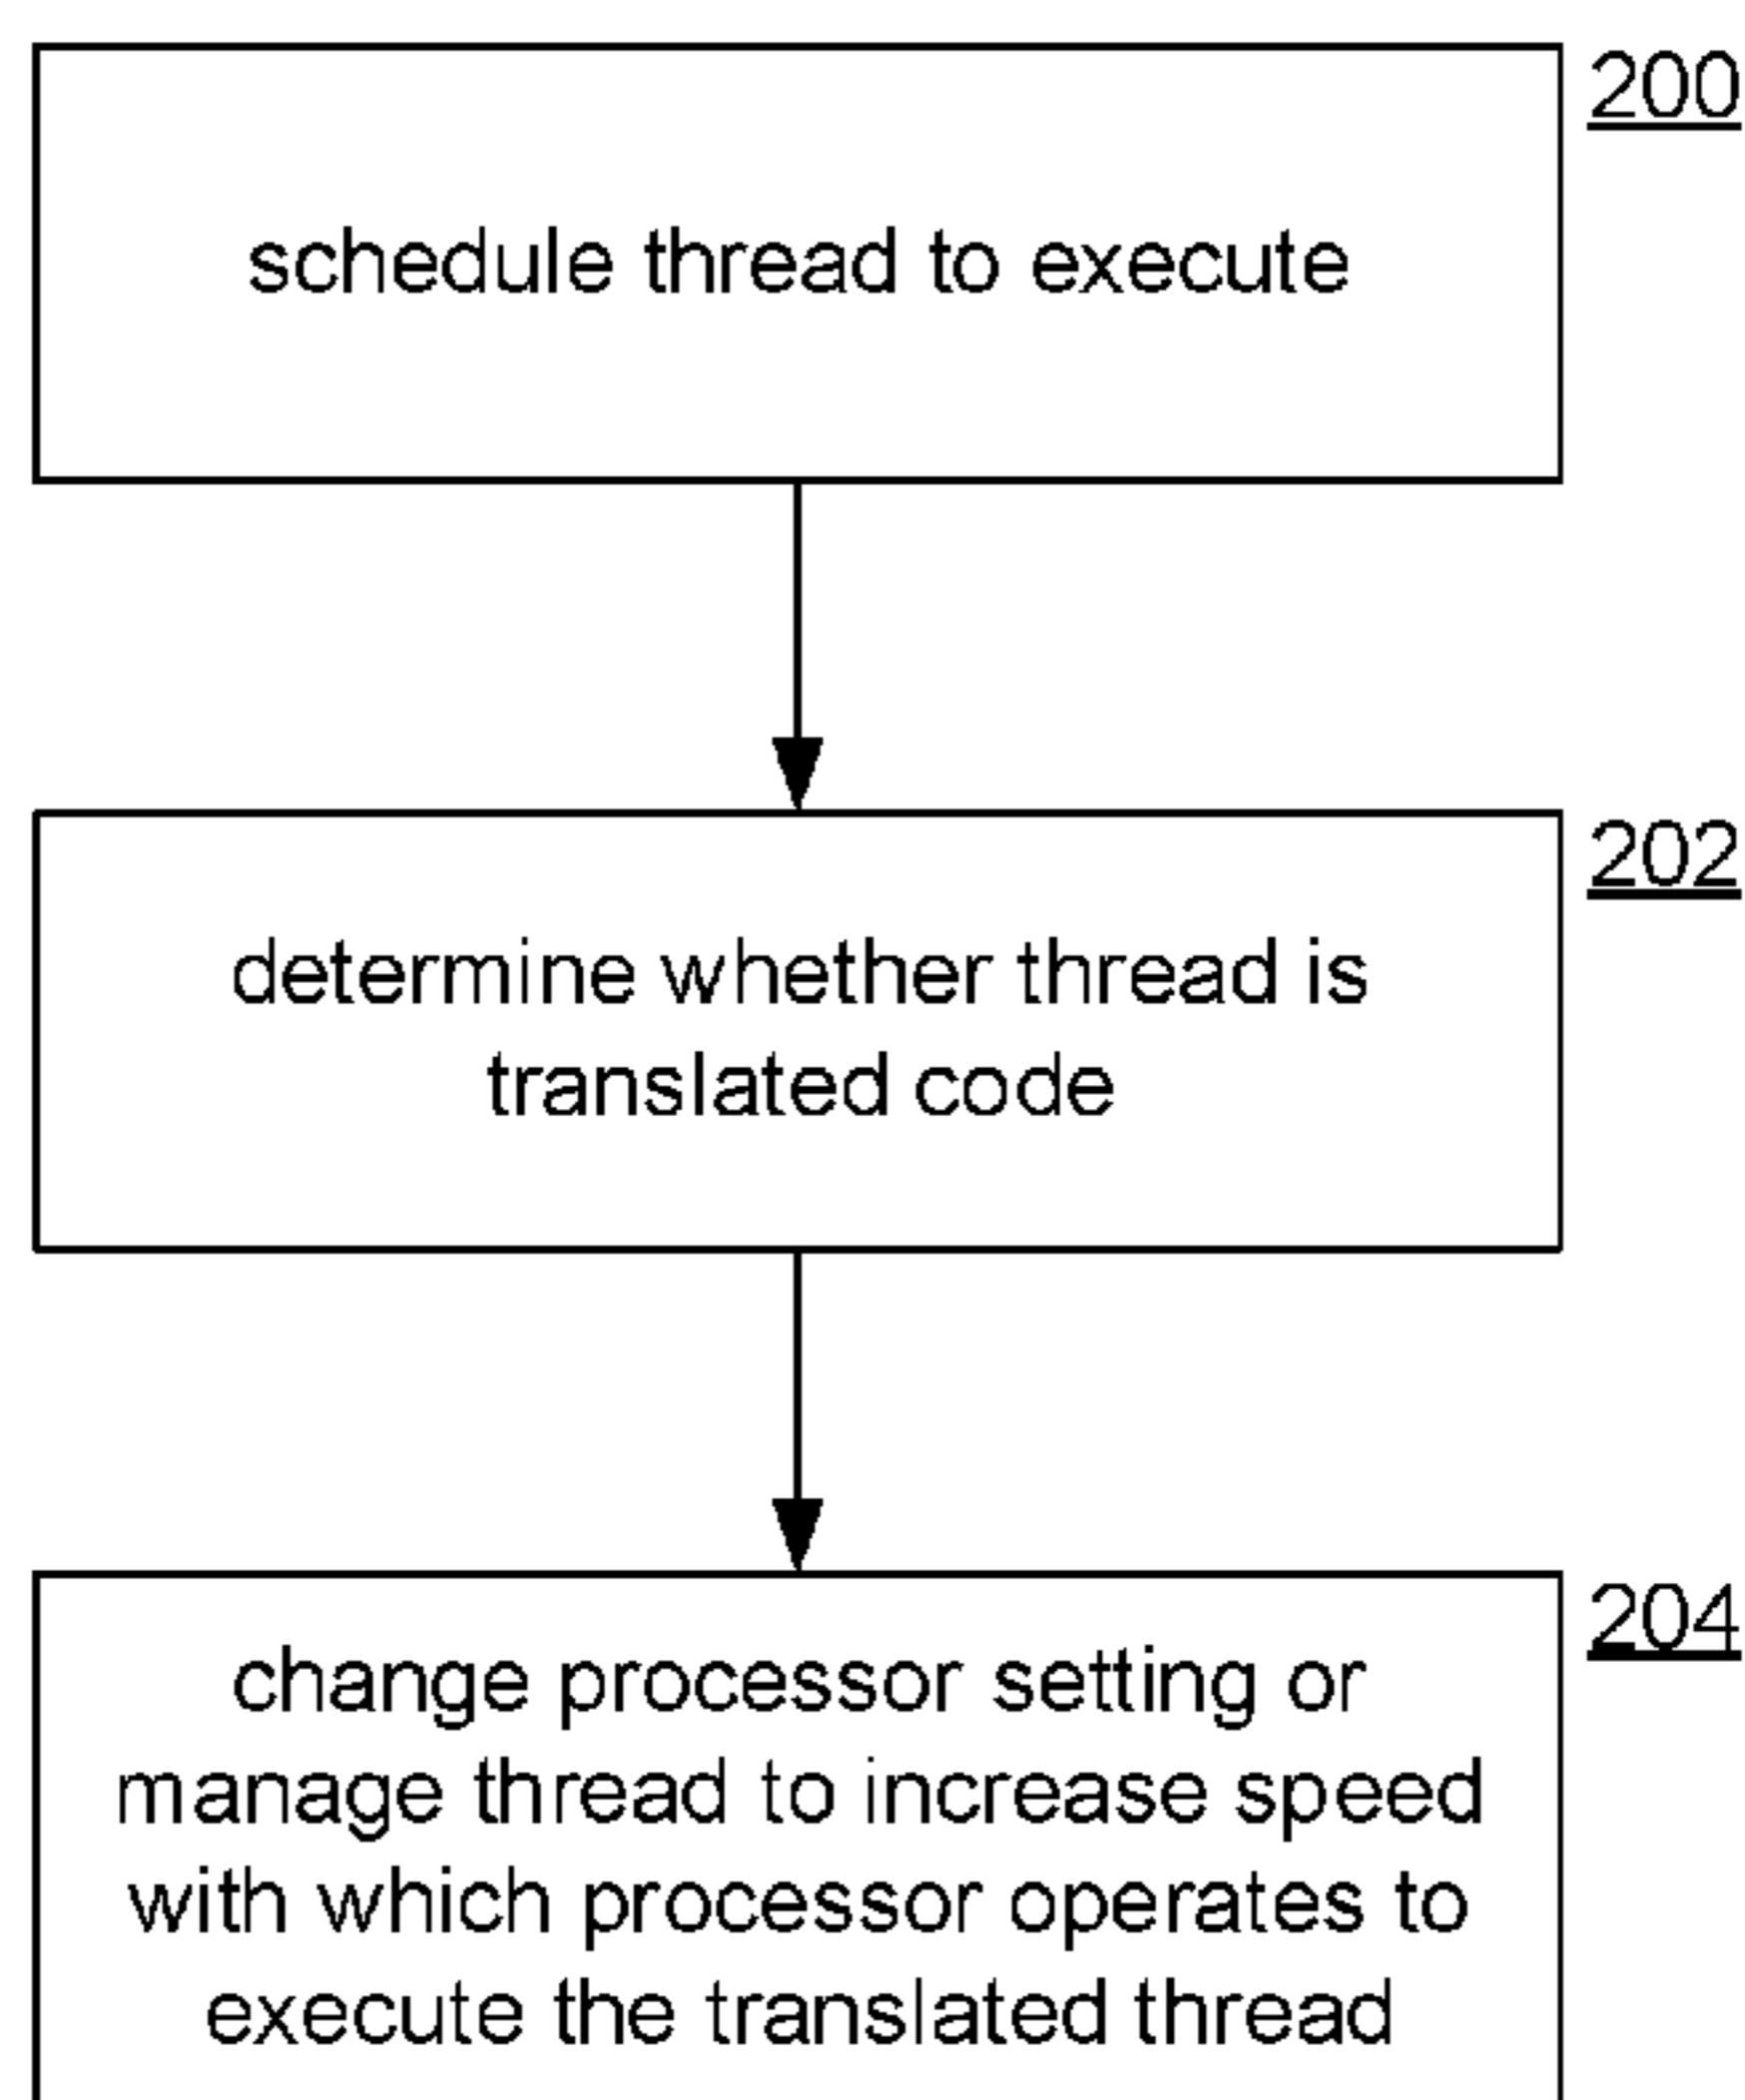 200
schedule thread to execute
202
determine whether thread is
translated code
204
change processor setting or
manage thread to increase speed
with which processor operates to
execute the translated thread